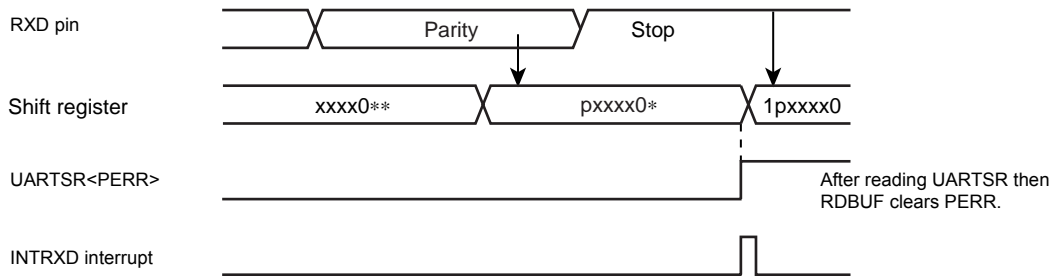 RXD pin
Parity
Stop
Shift register
xxxx0**
pxxxx0*
1pxxxx0
UARTSR<PERR>
After reading UARTSR then
RDBUF clears PERR.
INTRXD interrupt